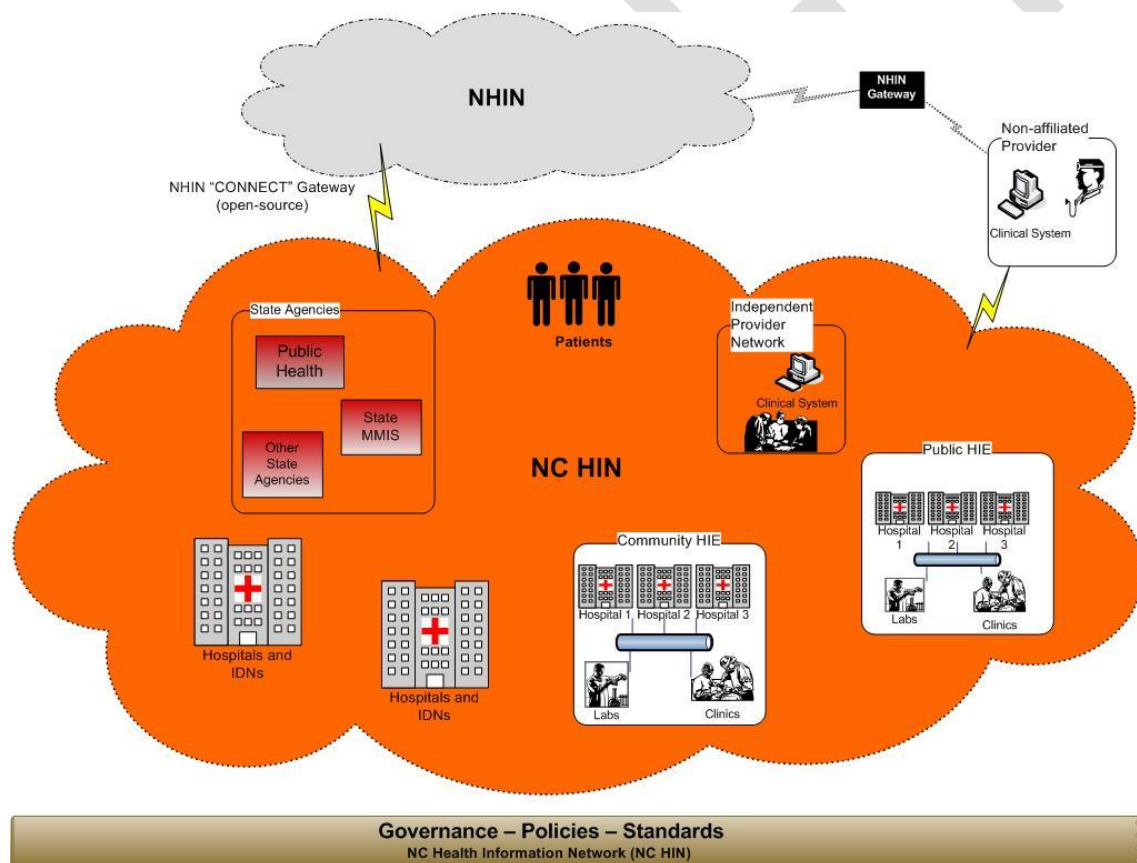 NHIN
NHIN
Gateway
Non-affiliated
Provider
Clinical System
NHIN "CONNECT" Gateway
(open-source)
State Agencies
Public
Health
State
MMIS
Other
State
Agencies
Patients
Independent
Provider
Network
Clinical System
NC HIN
Public HIE
Hospital
1
Hospital
2
Hospital
3
Labs
Clinics
Community HIE
Hospital 1
Hospital 2
Hospital 3
Labs
Clinics
Hospitals and
IDNs
Hospitals and
IDNs
Governance – Policies – Standards
NC Health Information Network (NC HIN)